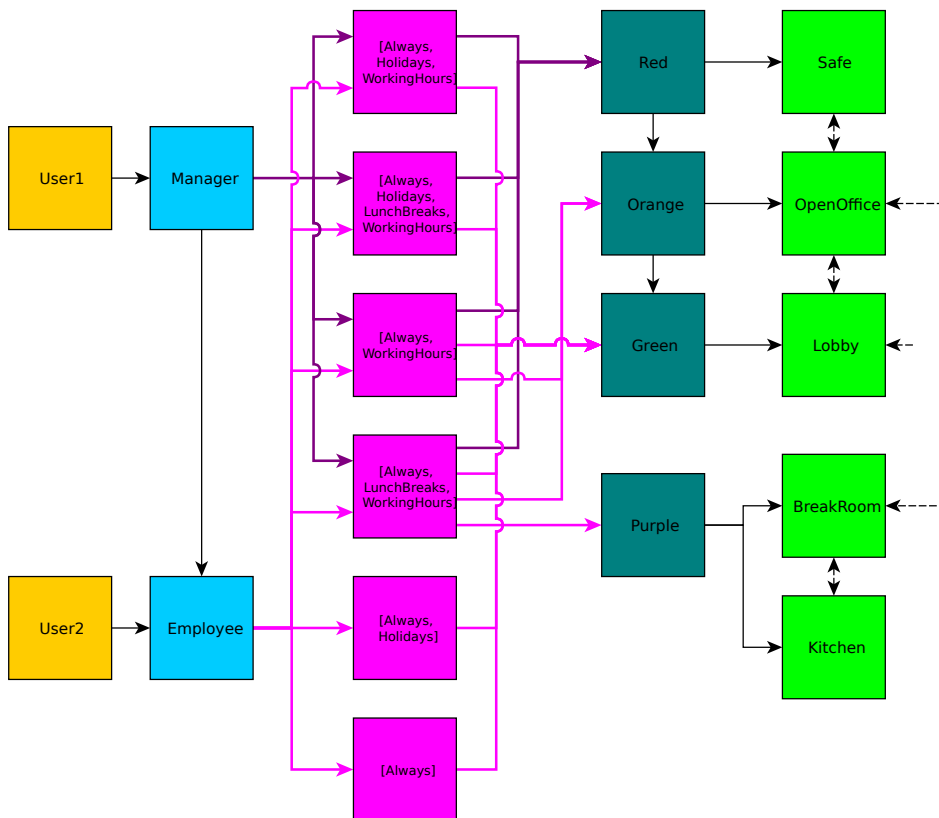 [Always,
Holidays,
WorkingHours]
Red
Safe
User1
Manager
[Always,
Holidays,
LunchBreaks,
WorkingHours]
Orange
OpenOffice
[Always,
WorkingHours]
Green
Lobby
[Always,
LunchBreaks,
WorkingHours]
Purple
BreakRoom
User2
Employee
[Always,
Holidays]
Kitchen
[Always]